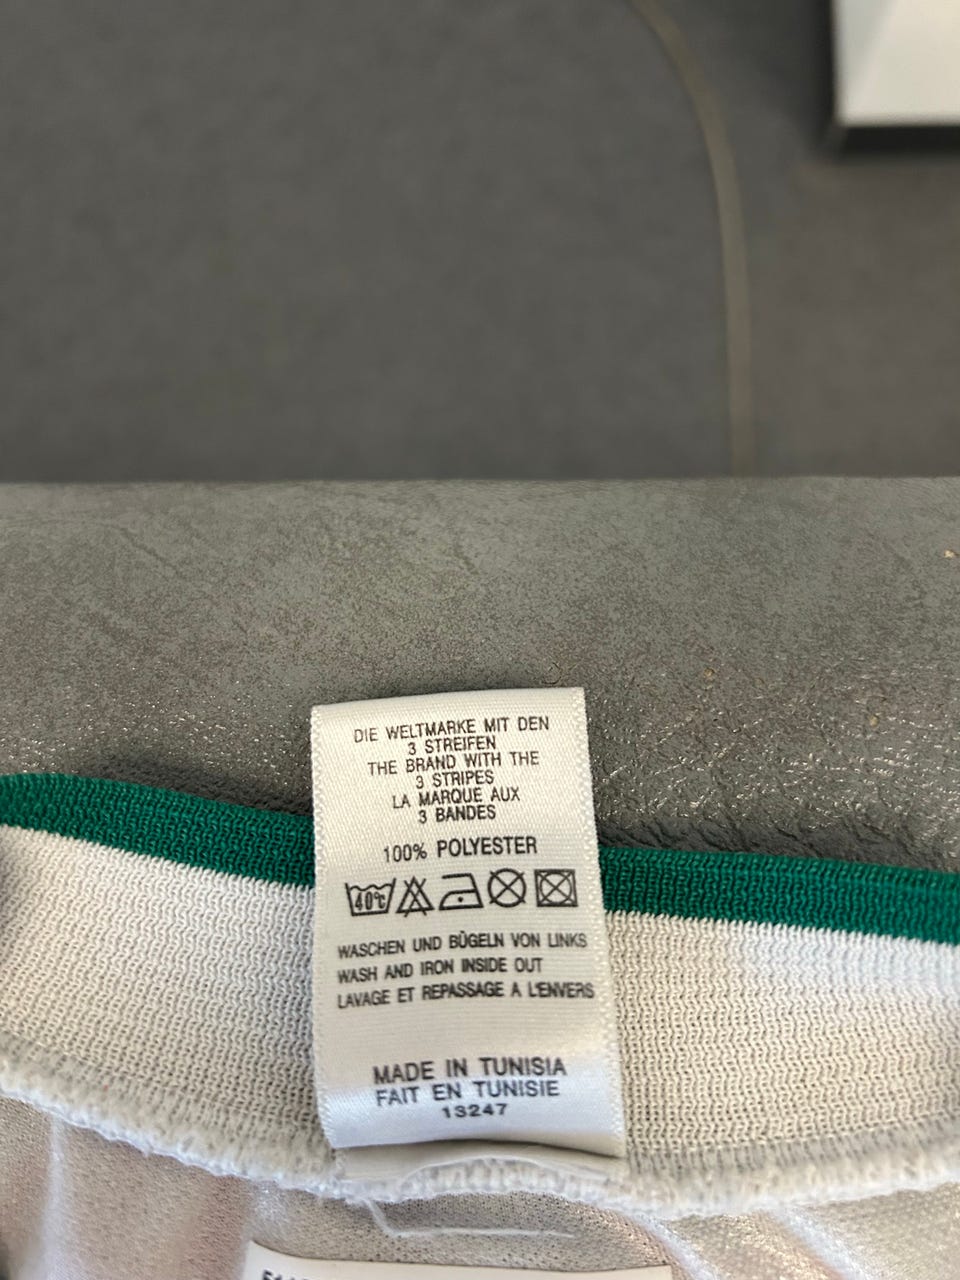 DIE WELTMARKE MIT DEN
3 STREIFEN
THE BRAND WITH THE
3 STRIPES
LA MARQUE AUX
3 BANDES
100% POLYESTER
40°C
WASCHEN UND BÜGELN VON LINKS
WASH AND IRON INSIDE OUT
LAVAGE ET REPASSAGE A L'ENVERS
MADE IN TUNISIA
FAIT EN TUNISIE
13247